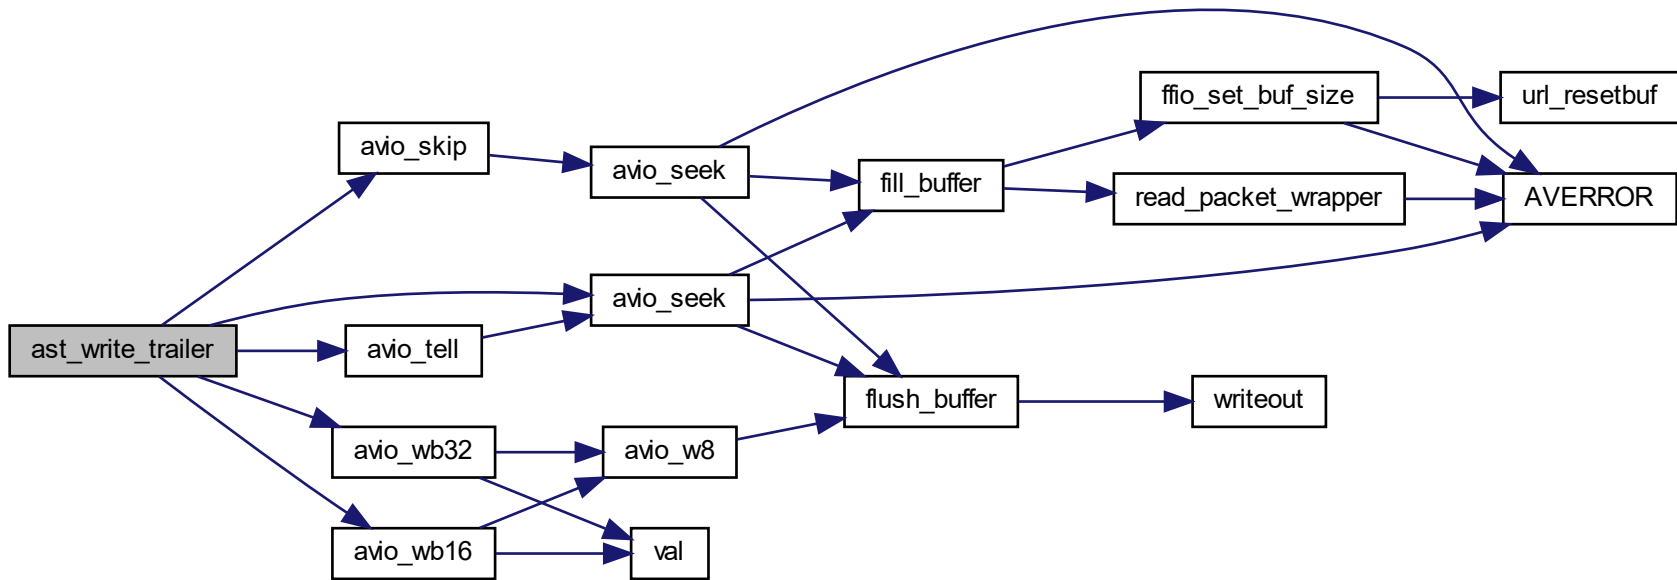 ast_write_trailer
avio_skip
avio_seek
avio_tell
avio_wb32
avio_wb16
avio_seek
fill_buffer
flush_buffer
avio_w8
val
ffio_set_buf_size
read_packet_wrapper
writeout
url_resetbuf
AVERROR